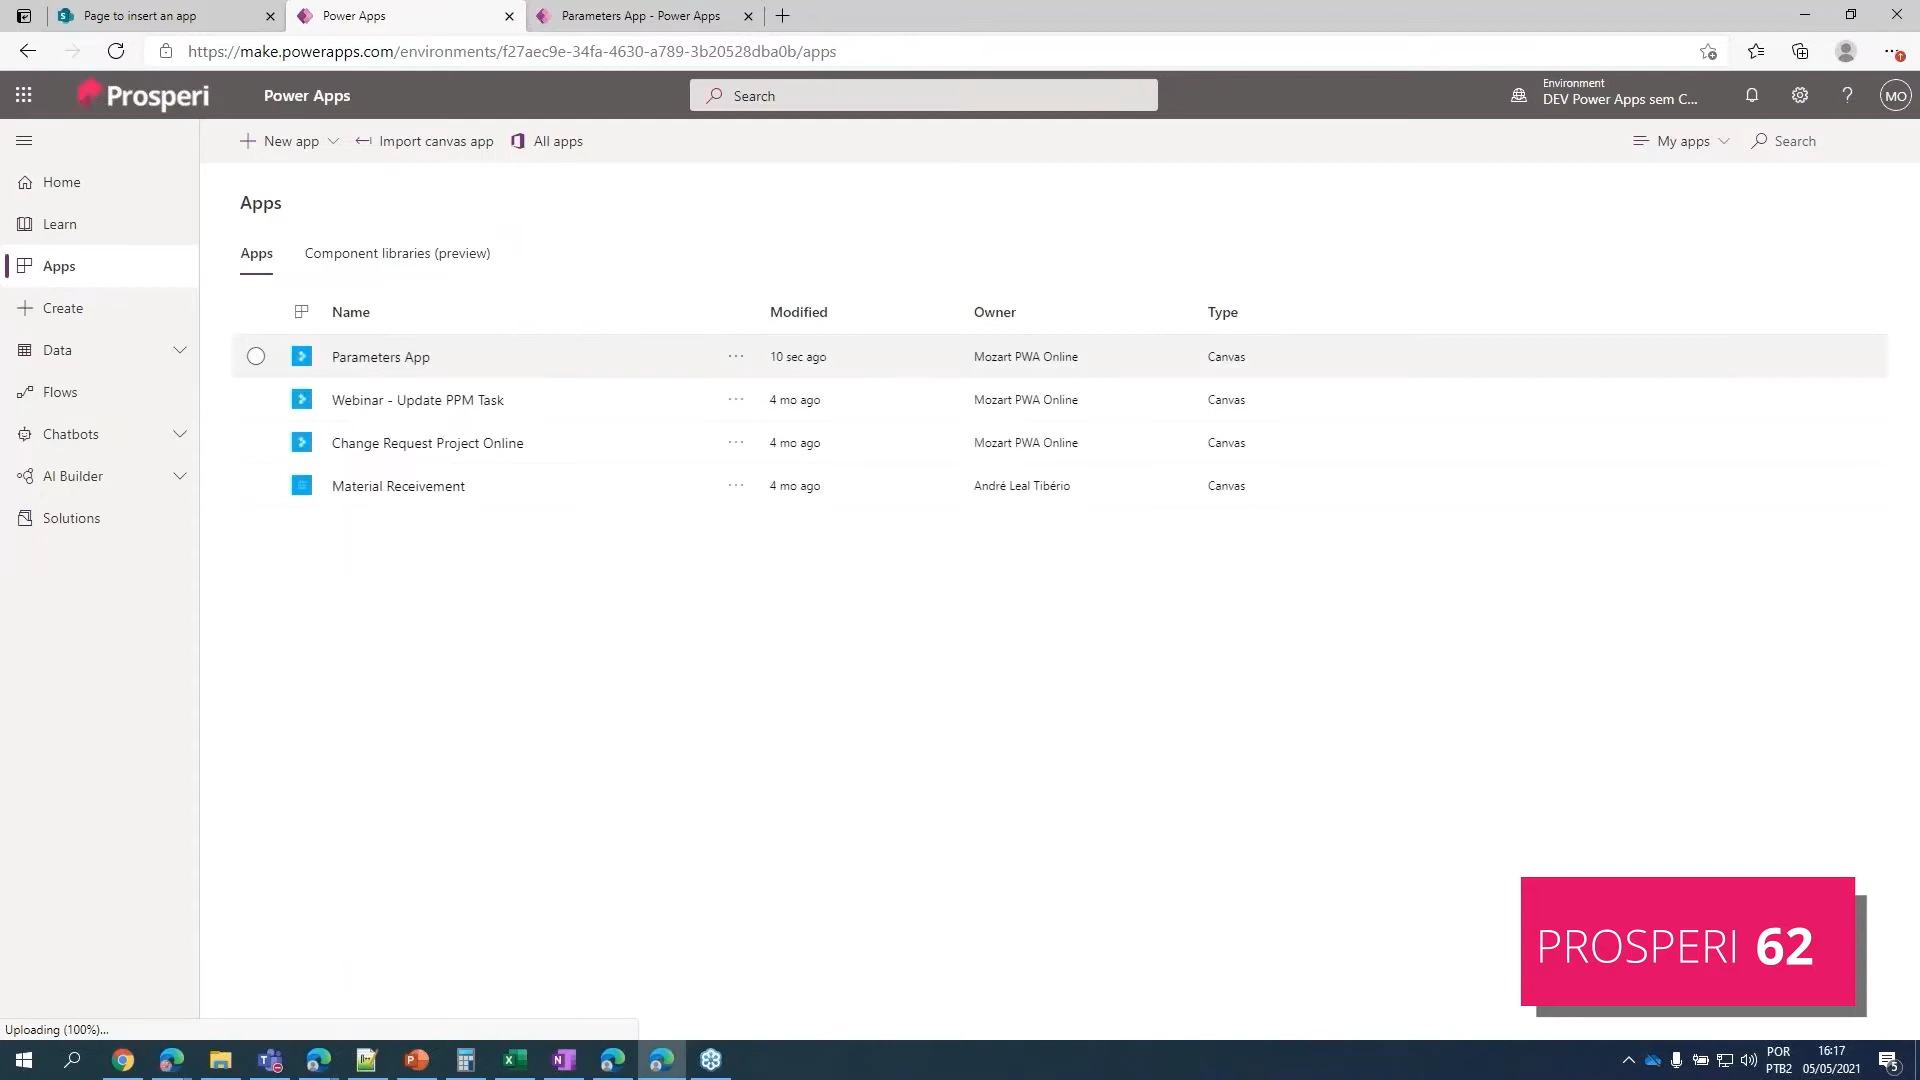 Page to insert an app
Power Apps
Parameters App - Power Apps
https://make.powerapps.com/environments/f27aec9e-34fa-4630-a789-3b20528dba0b/apps
Prosperi
Power Apps
Search
Environment
DEV Power Apps sem C...
?
MO
New app
Import canvas app
All apps
My apps
Search
Home
Learn
Apps
Create
Data
Flows
Chatbots
AI Builder
Solutions
Apps
Apps
Component libraries (preview)
Name Modified Owner Type
Parameters App ... 10 sec ago Mozart PWA Online Canvas
Webinar - Update PPM Task ... 4 mo ago Mozart PWA Online Canvas
Change Request Project Online ... 4 mo ago Mozart PWA Online Canvas
Material Receivement ... 4 mo ago André Leal Tibério Canvas
PROSPERI 62
Uploading (100%)...
POR
PTB2
16:17
05/05/2021
5